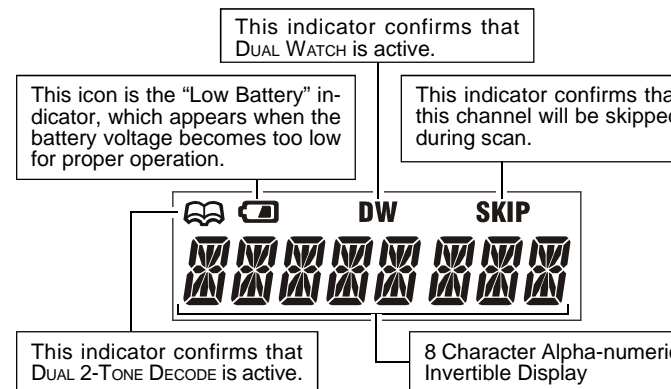 This indicator confirms that
DUAL WATCH is active.
This icon is the “Low Battery” in-
dicator, which appears when the
battery voltage becomes too low
for proper operation.
This indicator confirms tha
this channel will be skipped
during scan.
DW SKIP
This indicator confirms that
DUAL 2-TONE DECODE is active.
8 Character Alpha-numeric
Invertible Display